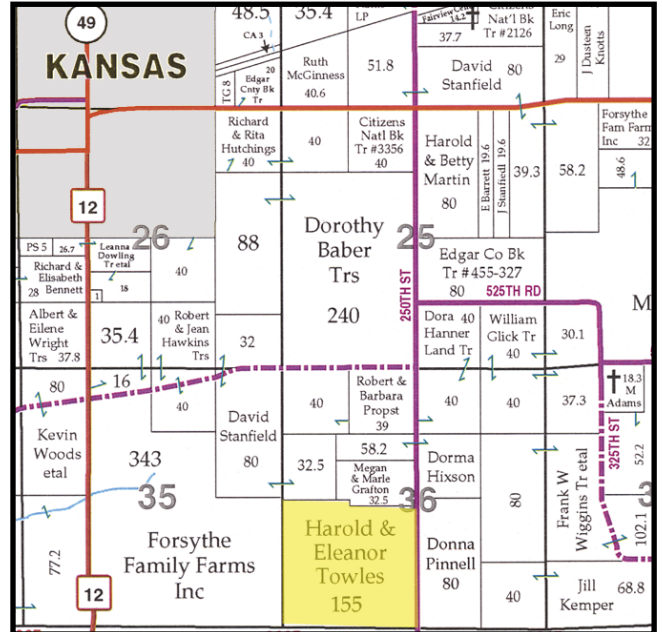 49
KANSAS
48.5
CA 3
35.4
LP
Fairview Cem
14.2
Citizens
Nat'l Bk
Tr #2126
37.7
Eric
Long
29
J Dusteen
Knotts
TG 8
20
Edgar
Cnty Bk
Tr
Ruth
McGinness
40.6
51.8
David
Stanfield
80
Richard
& Rita
Hutchings
40
40
Citizens
Natl Bk
Tr #3356
40
Harold
& Betty
Martin
80
E Barrett 19.6
J Stanfiedl 19.6
39.3
58.2
Forsythe
Fam Farm
Inc 32
48.6
12
26
88
Dorothy
Baber
Trs
240
25
250TH ST
Edgar Co Bk
Tr #455-327
80
525TH RD
M
PS 5
26.7
Leanna
Dowling
Tr etal
18
1
40
Richard &
Elisabeth
28 Bennett
Albert &
Eilene
Wright
Trs 37.8
35.4
40 Robert
& Jean
Hawkins
Trs
32
Dora 40
Hanner
Land Tr
William
Glick Tr
40
30.1
80
16
40
40
Robert &
Barbara
Propst
39
40
40
37.3
18.3
M
Adams
325TH ST
52.2
Kevin
Woods
etal
343
David
Stanfield
80
32.5
58.2
Megan
& Marle
Grafton
32.5
Dorma
Hixson
80
Frank W
Wiggins Tr etal
35
36
3
77.2
Forsythe
Family Farms
Inc
Harold &
Eleanor
Towles
155
Donna
Pinnell
80
40
102.1
Jill
Kemper
68.8
12